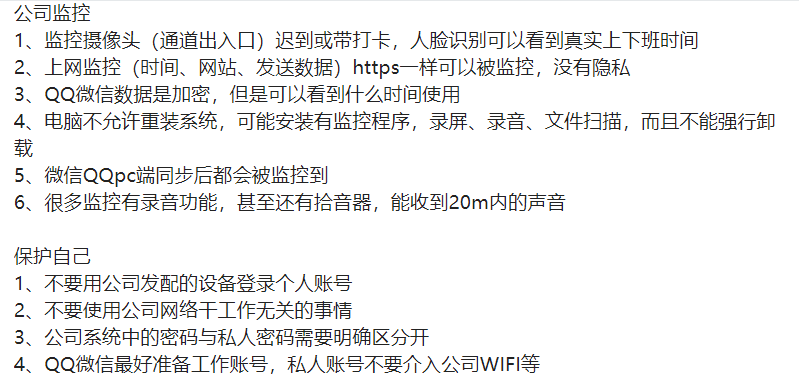 公司监控
1、监控摄像头（通道出入口）迟到或带打卡，人脸识别可以看到真实上下班时间
2、上网监控（时间、网站、发送数据）https一样可以被监控，没有隐私
3、QQ微信数据是加密，但是可以看到什么时间使用
4、电脑不允许重装系统，可能安装有监控程序，录屏、录音、文件扫描，而且不能强行卸
载
5、微信QQpc端同步后都会被监控到
6、很多监控有录音功能，甚至还有拾音器，能收到20m内的声音
保护自己
1、不要用公司发配的设备登录个人账号
2、不要使用公司网络干工作无关的事情
3、公司系统中的密码与私人密码需要明确区分开
4、QQ微信最好准备工作账号，私人账号不要介入公司WIFI等